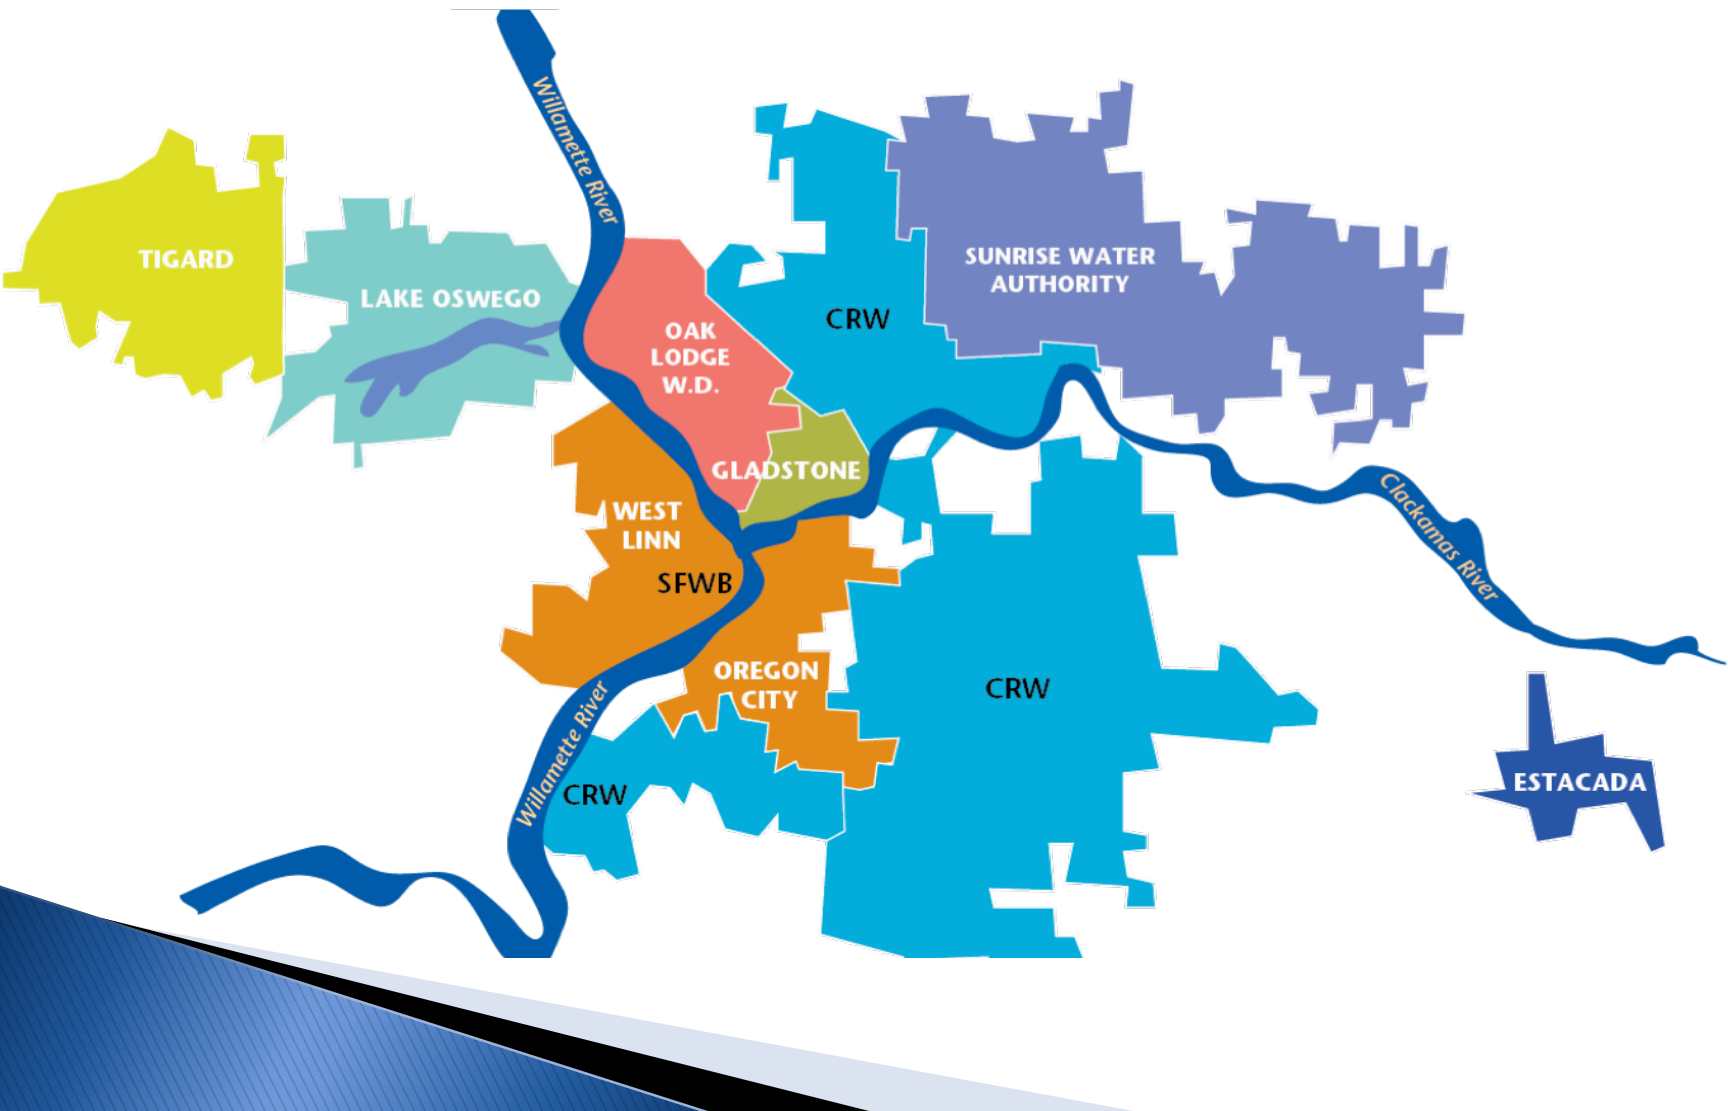 Willamette River
TIGARD
LAKE OSWEGO
OAK
LODGE
W.D.
CRW
SUNRISE WATER
AUTHORITY
GLADSTONE
WEST
LINN
SFWB
Clackamas River
OREGON
CITY
CRW
Willamette River
CRW
ESTACADA